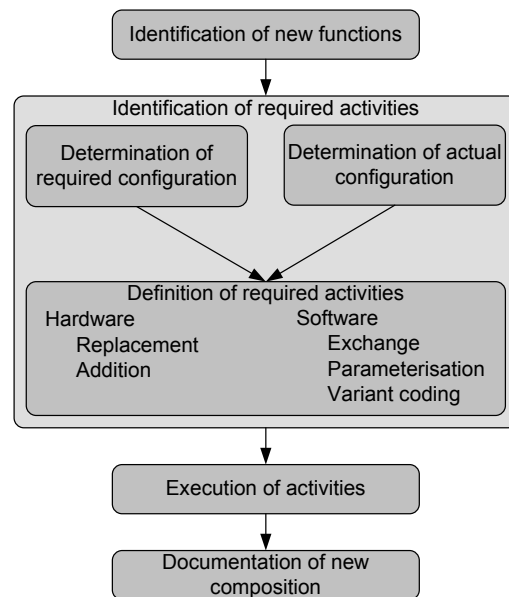 Identification of new functions
Identification of required activities
Determination of
required configuration
Determination of actual
configuration
Definition of required activities
Hardware
Replacement
Addition
Software
Exchange
Parameterisation
Variant coding
Execution of activities
Documentation of new
composition